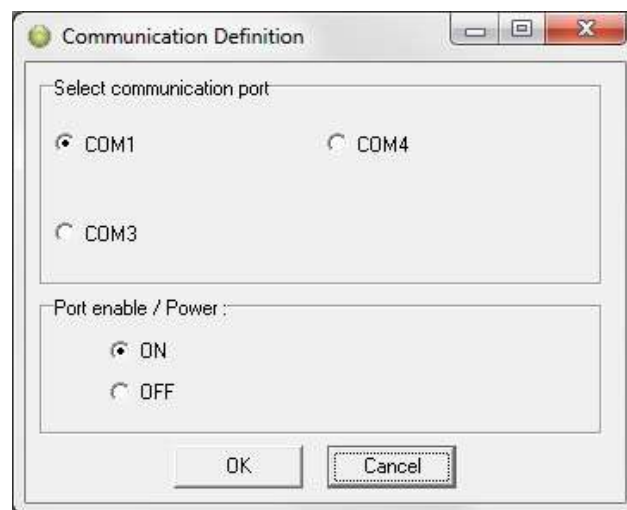 Communication Definition
Select communication port
COM1 COM4
COM3
Port enable / Power :
ON
OFF
OK Cancel